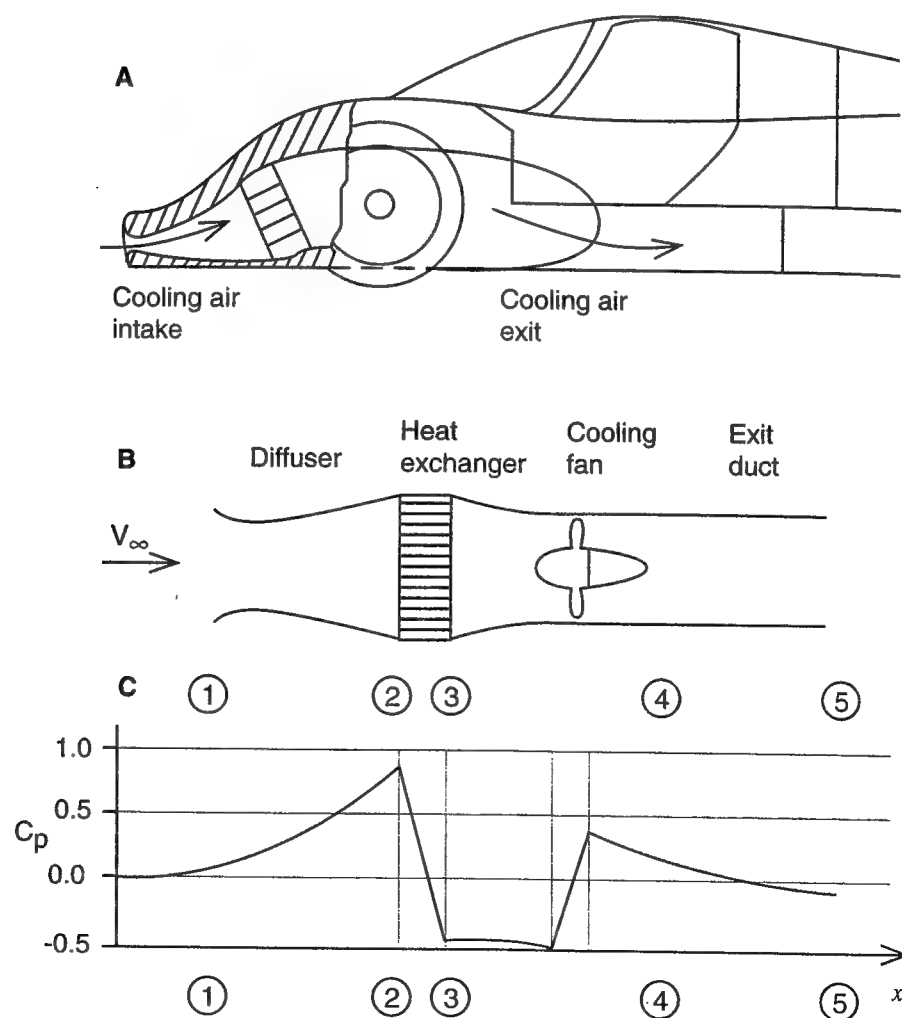 A
Cooling air
intake
Cooling air
exit
B
Diffuser
Heat
exchanger
Cooling
fan
Exit
duct
V∞
C
① ② ③ ④ ⑤
1.0
0.5
Cp
0.0
-0.5
① ② ③ ④ ⑤ x